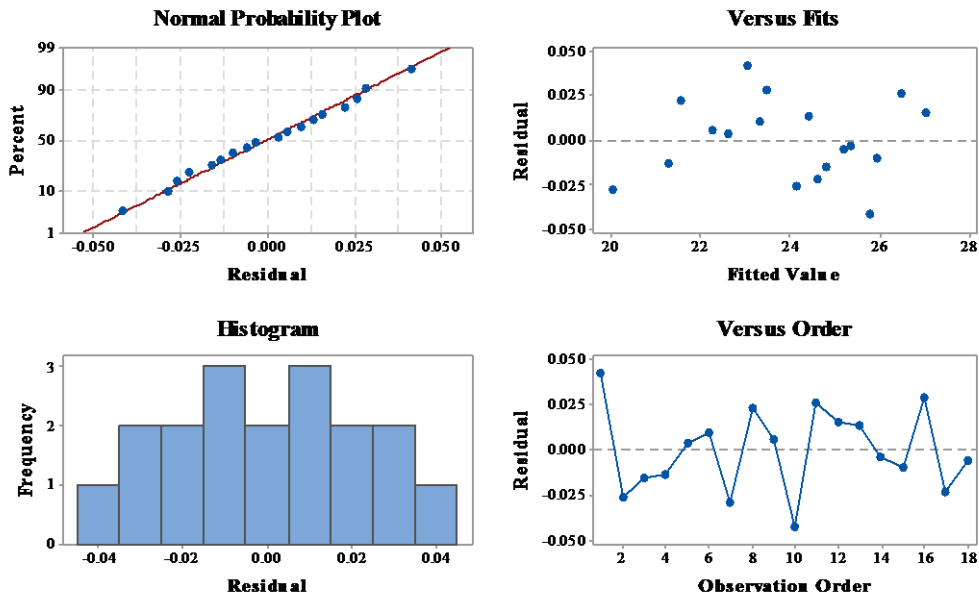 Normal Probability Plot
99
90
50
10
1
Percent
-0.050 -0.025 0.000 0.025 0.050
Residual
Versus Fits
0.050
0.025
0.000
-0.025
-0.050
Residual
20 22 24 26 28
Fitted Value
Histogram
3
2
1
0
Frequency
-0.04 -0.02 0.00 0.02 0.04
Residual
Versus Order
0.050
0.025
0.000
-0.025
-0.050
Residual
2 4 6 8 10 12 14 16 18
Observation Order